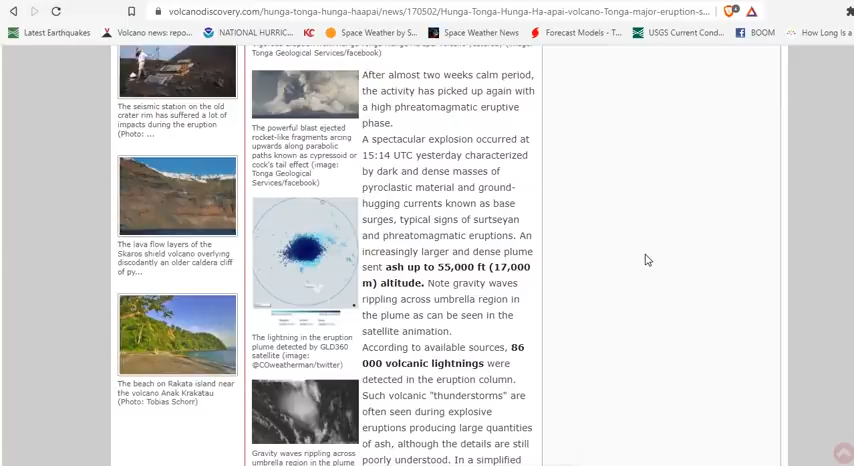 volcanodiscovery.com/hunga-tonga-hunga-haapai/news/170502/Hunga-Tonga-Hunga-Ha-apai-volcano-Tonga-major-eruption-s...
Latest Earthquakes
Volcano news: repo...
NATIONAL HURRIC...
KC
Space Weather by S...
Space Weather News
Forecast Models - T...
USGS Current Cond...
BOOM
How Long Is a
The seismic station on the old
crater rim has suffered a lot of
impacts during the eruption
(Photo: ...
The lava flow layers of the
Skaros shield volcano overlying
discodantly an older caldera cliff
of py...
The beach on Rakata island near
the volcano Anak Krakatau
(Photo: Tobias Schorr)
Tonga Geological Services/facebook)
The powerful blast ejected
rocket-like fragments arcing
upwards along parabolic
paths known as cypressoid or
cock's tail effect (image:
Tonga Geological
Services/facebook)
The lightning in the eruption
plume detected by GLD360
satellite (image:
@COweatherman/twitter)
Gravity waves rippling across
umbrella region in the plume
After almost two weeks calm period,
the activity has picked up again with
a high phreatomagmatic eruptive
phase.
A spectacular explosion occurred at
15:14 UTC yesterday characterized
by dark and dense masses of
pyroclastic material and ground-
hugging currents known as base
surges, typical signs of surtseyan
and phreatomagmatic eruptions. An
increasingly larger and dense plume
sent ash up to 55,000 ft (17,000
m) altitude. Note gravity waves
rippling across umbrella region in
the plume as can be seen in the
satellite animation.
According to available sources, 86
000 volcanic lightnings were
detected in the eruption column.
Such volcanic "thunderstorms" are
often seen during explosive
eruptions producing large quantities
of ash, although the details are still
poorly understood. In a simplified